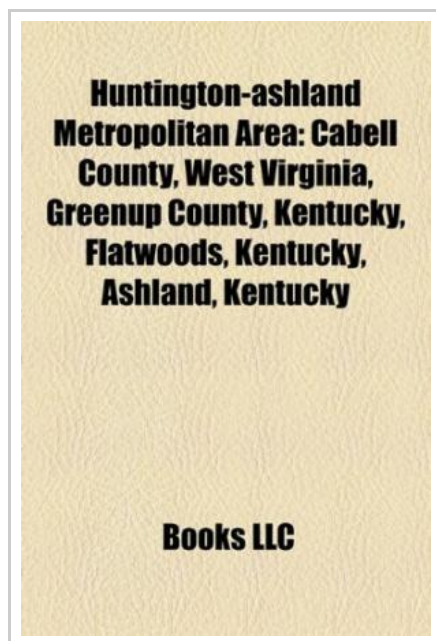 Huntington-ashland
Metropolitan Area: Cabell
County, West Virginia,
Greenup County, Kentucky,
Flatwoods, Kentucky,
Ashland, Kentucky
Books LLC